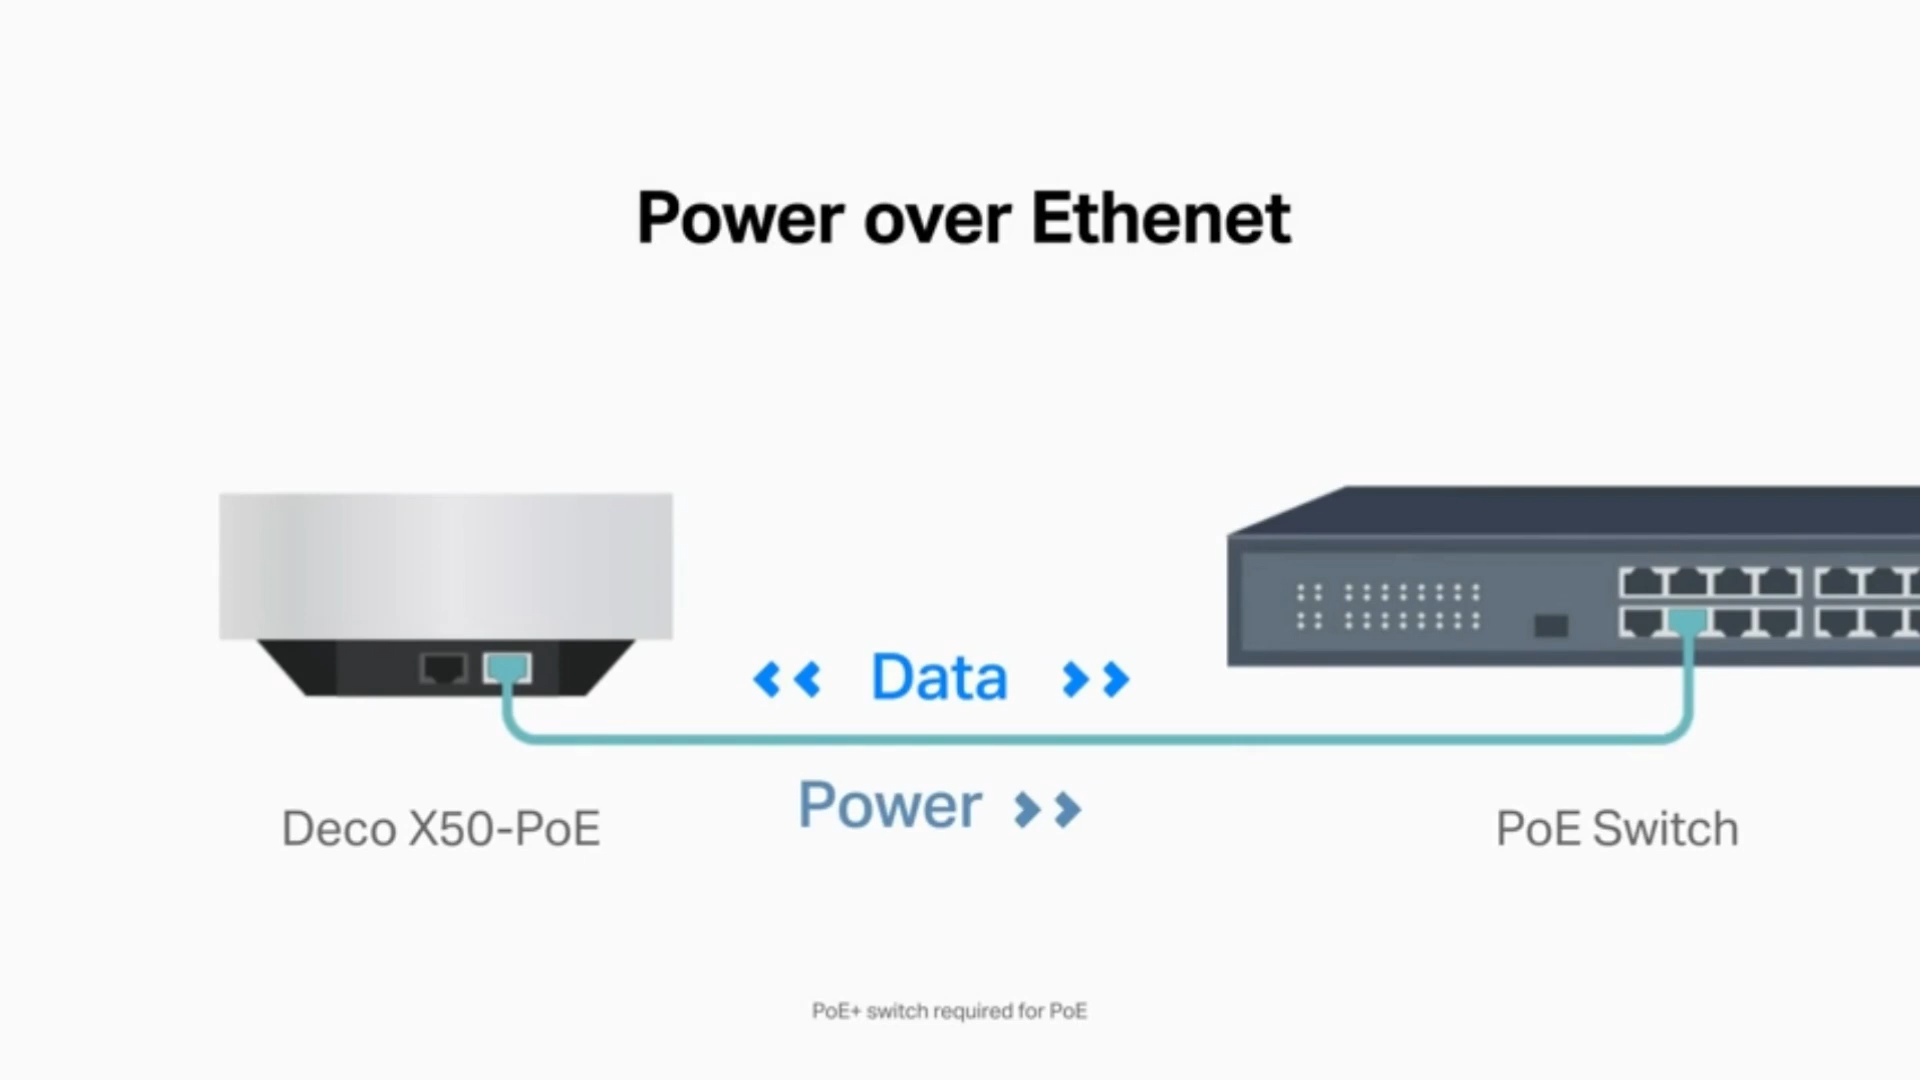 Power over Ethenet
<< Data >>
Power >>
Deco X50-PoE
PoE Switch
PoE+ switch required for PoE